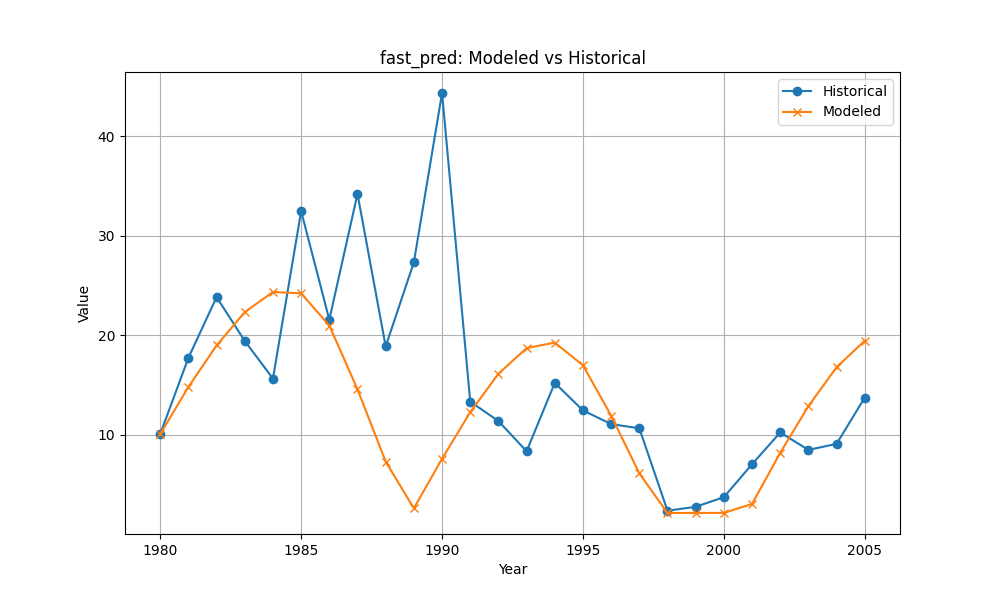 fast_pred: Modeled vs Historical
Historical
Modeled
Value
40
30
20
10
1980
1985
1990
1995
2000
2005
Year